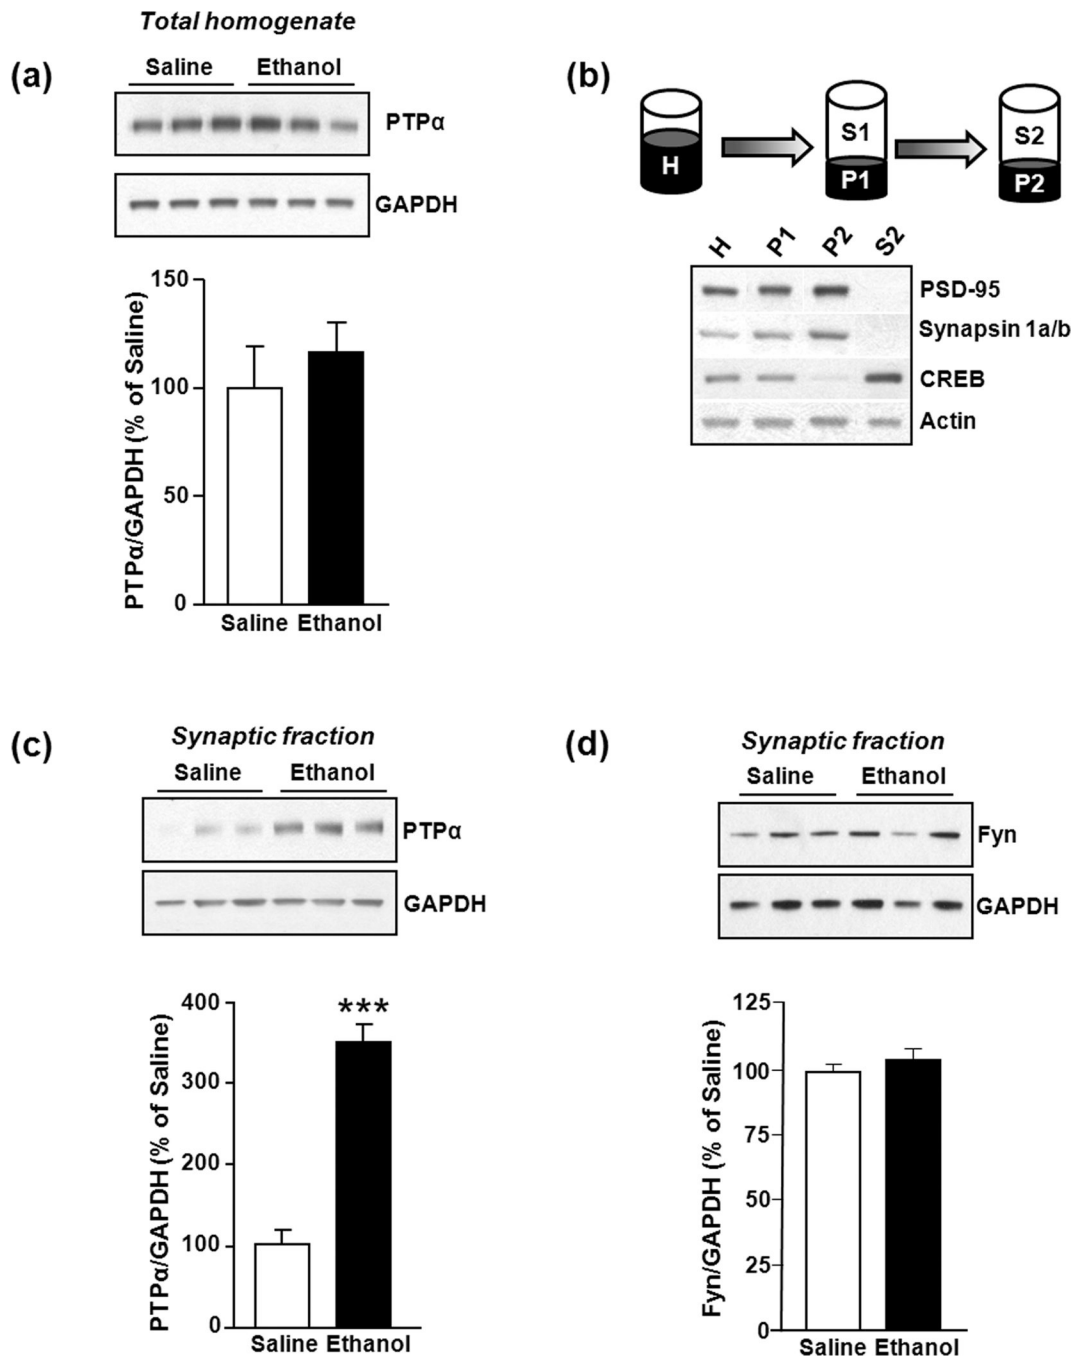 Total homogenate
(a)
Saline Ethanol
PTPα
GAPDH
PTPα/GAPDH (% of Saline)
150
100
50
0
Saline Ethanol
(b)
H
S1
P1
S2
P2
H P1 P2 S2
PSD-95
Synapsin 1a/b
CREB
Actin
(c)
Synaptic fraction
Saline Ethanol
PTPα
GAPDH
PTPα/GAPDH (% of Saline)
400
300
200
100
0
***
Saline Ethanol
(d)
Synaptic fraction
Saline Ethanol
Fyn
GAPDH
Fyn/GAPDH (% of Saline)
125
100
75
50
25
0
Saline Ethanol